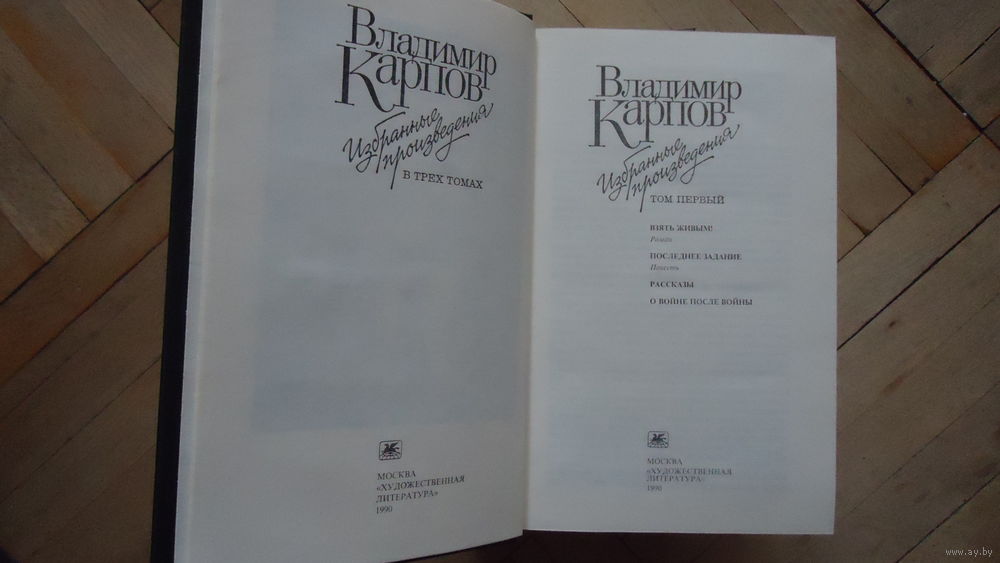 Владимир
Карпов
Избранные
произведения
В ТРЕХ ТОМАХ
МОСКВА
«ХУДОЖЕСТВЕННАЯ
ЛИТЕРАТУРА»
1990
Владимир
Карпов
Избранные
произведения
ТОМ ПЕРВЫЙ
ВЗЯТЬ ЖИВЫМ!
Роман
ПОСЛЕДНЕЕ ЗАДАНИЕ
Повесть
РАССКАЗЫ
О ВОЙНЕ ПОСЛЕ ВОЙНЫ
МОСКВА
«ХУДОЖЕСТВЕННАЯ
ЛИТЕРАТУРА»
1990
www.ay.by